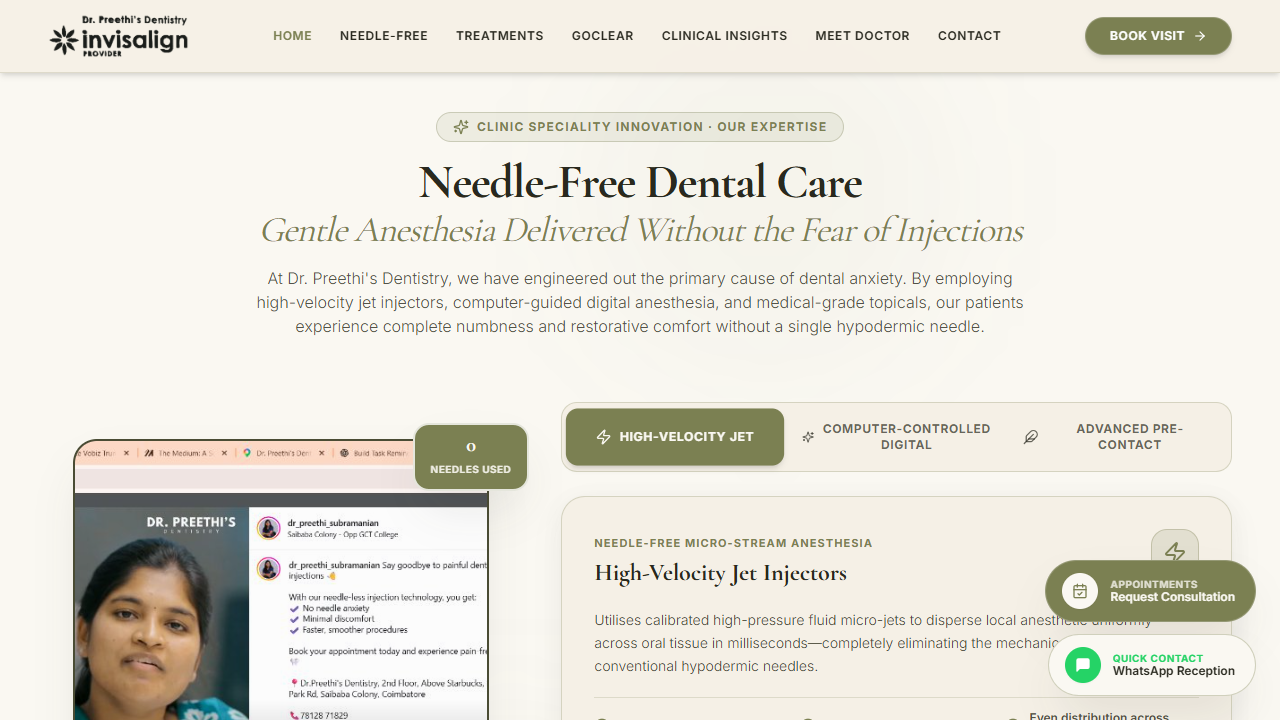 Dr. Preethi's Dentistry
invisalign
PROVIDER
HOME
NEEDLE-FREE
TREATMENTS
GOCLEAR
CLINICAL INSIGHTS
MEET DOCTOR
CONTACT
BOOK VISIT
CLINIC SPECIALITY INNOVATION · OUR EXPERTISE
Needle-Free Dental Care
Gentle Anesthesia Delivered Without the Fear of Injections
At Dr. Preethi's Dentistry, we have engineered out the primary cause of dental anxiety. By employing
high-velocity jet injectors, computer-guided digital anesthesia, and medical-grade topicals, our patients
experience complete numbness and restorative comfort without a single hypodermic needle.
0
NEEDLES USED
The Medium: A
Dr. Preethi's Dent
Build Task Remin
DR. PREETHI'S
DENTISTRY
dr_preethi_subramanian
Saibaba Colony - Opp GCT College
dr_preethi_subramanian Say goodbye to painful dent
injections
With our needle-less injection technology, you get:
No needle anxiety
Minimal discomfort
Faster, smoother procedures
Book your appointment today and experience pain fre
Dr.Preethi's Dentistry, 2nd Floor, Above Starbucks,
Park Rd, Saibaba Colony, Coimbatore
78128 71829
HIGH-VELOCITY JET
COMPUTER-CONTROLLED
DIGITAL
ADVANCED PRE-
CONTACT
NEEDLE-FREE MICRO-STREAM ANESTHESIA
High-Velocity Jet Injectors
Utilises calibrated high-pressure fluid micro-jets to disperse local anesthetic uniformly
across oral tissue in milliseconds—completely eliminating the mechanic
conventional hypodermic needles.
Even distribution across
APPOINTMENTS
Request Consultation
QUICK CONTACT
WhatsApp Reception